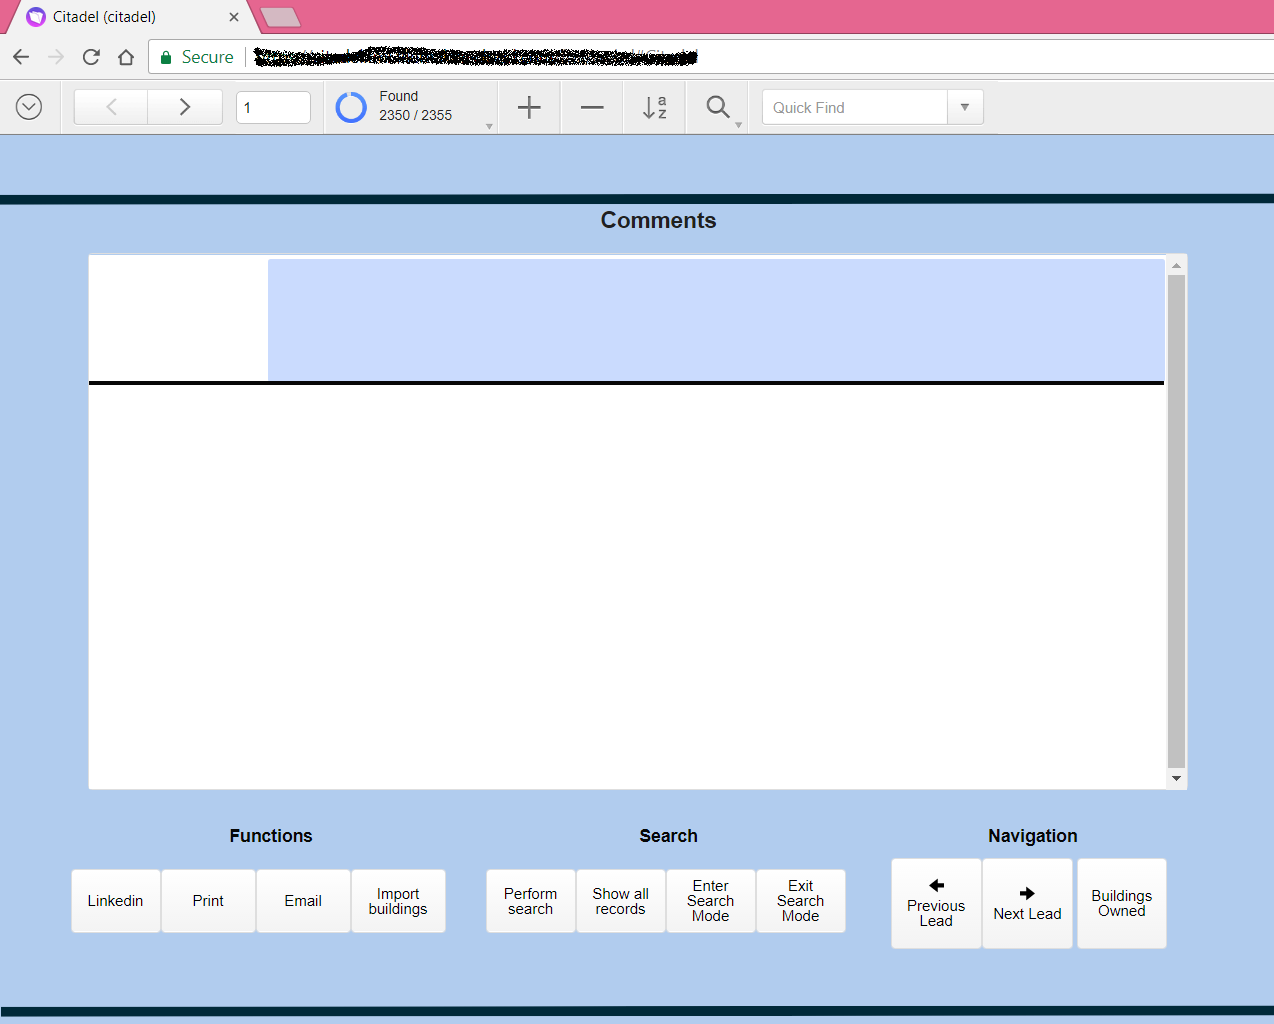 Citadel (citadel)
Secure
1
Found
2350 / 2355
a
z
Quick Find
Comments
Functions
Search
Navigation
Linkedin
Print
Email
Import
buildings
Perform
search
Show all
records
Enter
Search
Mode
Exit
Search
Mode
Previous
Lead
Next Lead
Buildings
Owned